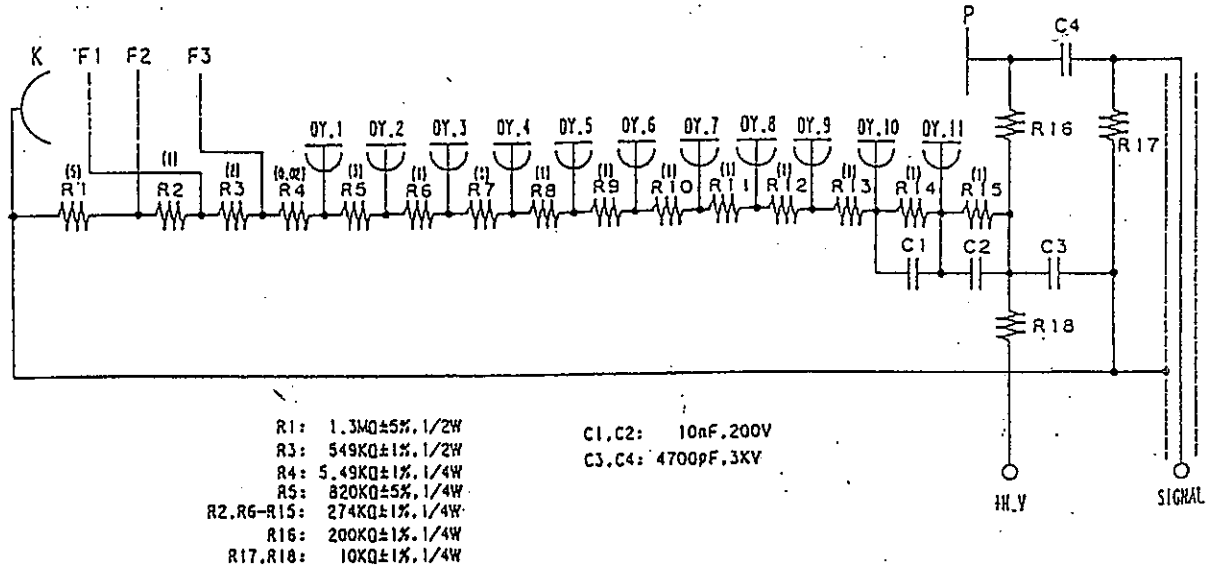 P
C4
K F1 F2 F3
R16
R17
DY.1 DY.2 DY.3 DY.4 DY.5 DY.6 DY.7 DY.8 DY.9 DY.10 DY.11
(5) (1) (2) (0.02) (3) (1) (1) (1) (1) (1) (1) (1) (1) (1)
R1 R2 R3 R4 R5 R6 R7 R8 R9 R10 R11 R12 R13 R14 R15
C1 C2 C3
R18
R1: 1.3MΩ±5%, 1/2W
R3: 549KΩ±1%, 1/2W
R4: 5.49KΩ±1%, 1/4W
R5: 820KΩ±5%, 1/4W
R2,R6-R15: 274KΩ±1%, 1/4W
R16: 200KΩ±1%, 1/4W
R17,R18: 10KΩ±1%, 1/4W
C1,C2: 10nF,200V
C3,C4: 4700pF,3KV
+H.V
SIGNAL